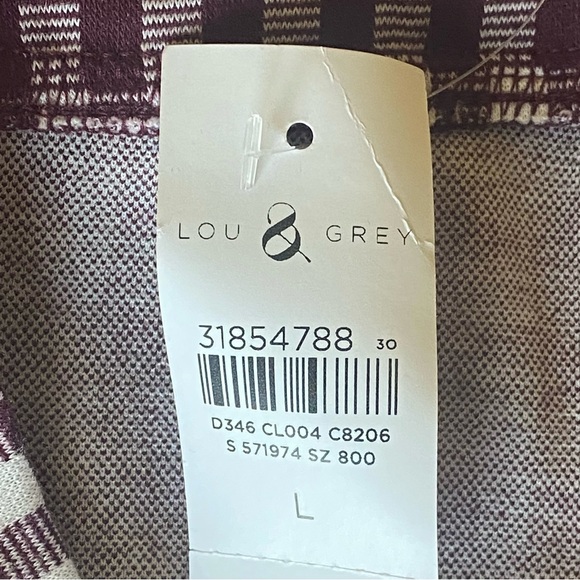 LOU & GREY
31854788 30
D346 CL004 C8206
S 571974 SZ 800
L